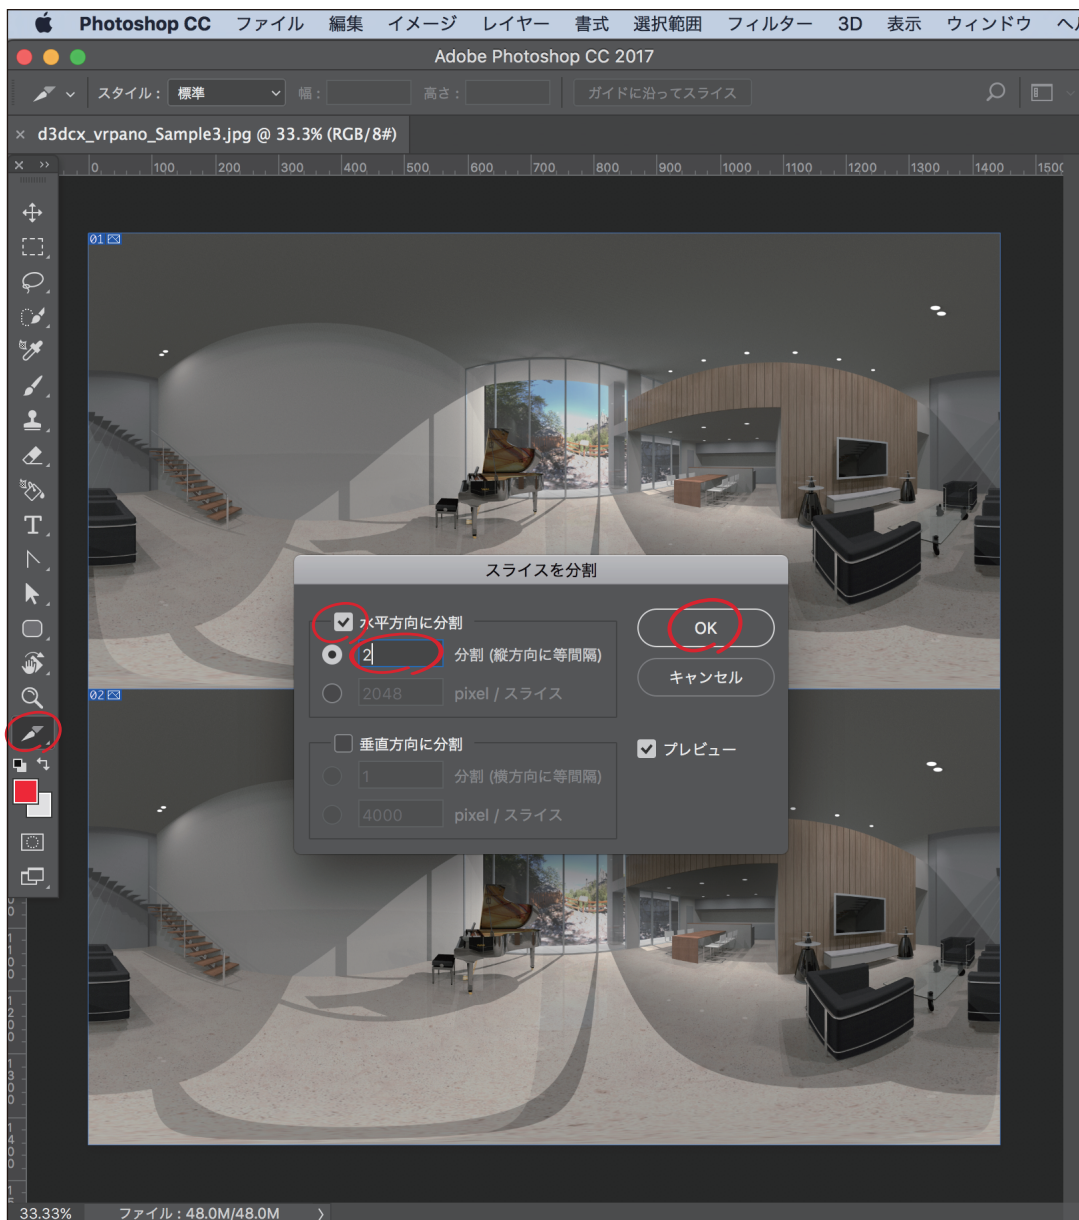 Photoshop CC ファイル 編集 イメージ レイヤー 書式 選択範囲 フィルター 3D 表示 ウィンドウ
Adobe Photoshop CC 2017
スタイル： 標準 幅： 高さ： ガイドに沿ってスライス
× d3dcx_vrpano_Sample3.jpg @ 33.3% (RGB/8#)
0 100 200 300 400 500 600 700 800 900 1000 1100 1200 1300 1400 1500
01
スライスを分割
水平方向に分割
2 分割 (縦方向に等間隔)
2048 pixel / スライス
OK
キャンセル
02
垂直方向に分割
1 分割 (横方向に等間隔)
4000 pixel / スライス
プレビュー
T
1100
1200
1300
1400
33.33% ファイル : 48.0M/48.0M